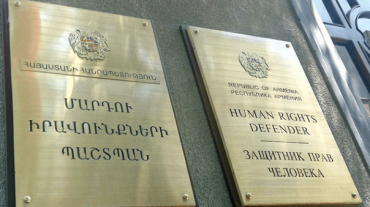 ՀԱՅԱՍՏԱՆԻ ՀԱՆՐԱՊԵՏՈՒԹՅՈՒՆ
ՄԱՐԴՈՒ
ԻՐԱՎՈՒՆՔՆԵՐԻ
ՊԱՇՏՊԱՆ
REPUBLIC OF ARMENIA
РЕСПУБЛИКА АРМЕНИЯ
HUMAN RIGHTS
DEFENDER
ЗАЩИТНИК ПРАВ
ЧЕЛОВЕКА